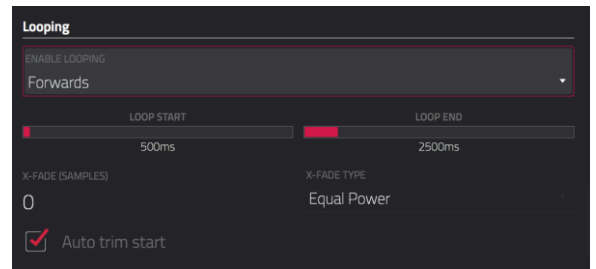 Looping
ENABLE LOOPING
Forwards
LOOP START LOOP END
500ms 2500ms
X-FADE (SAMPLES) X-FADE TYPE
0 Equal Power
Auto trim start